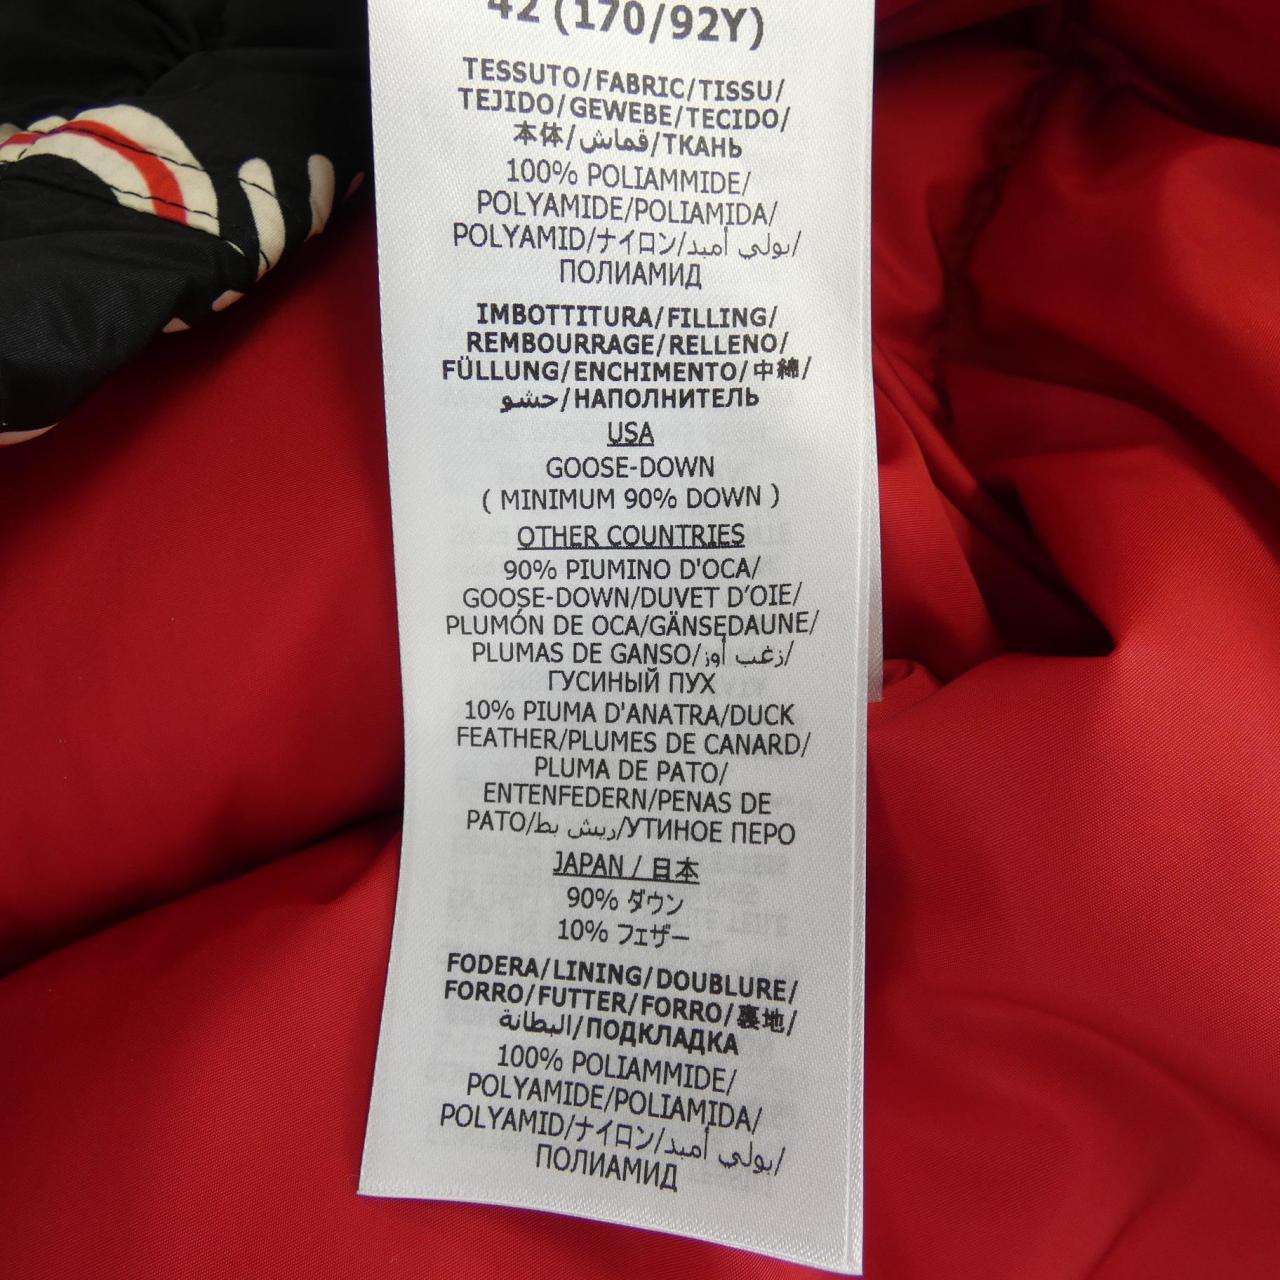 42 (170/92Y)
TESSUTO/FABRIC/TISSU/
TEJIDO/GEWEBE/TECIDO/
本体/قماش/ТКАНЬ
100% POLIAMMIDE/
POLYAMIDE/POLIAMIDA/
POLYAMID/ナイロン/بولي أميد/
ПОЛИАМИД
IMBOTTITURA/FILLING/
REMBOURRAGE/RELLENO/
FÜLLUNG/ENCHIMENTO/中綿/
حشو/НАПОЛНИТЕЛЬ
USA
GOOSE-DOWN
( MINIMUM 90% DOWN )
OTHER COUNTRIES
90% PIUMINO D'OCA/
GOOSE-DOWN/DUVET D’OIE/
PLUMÓN DE OCA/GÄNSEDAUNE/
PLUMAS DE GANSO/زغب أوز/
ГУСИНЫЙ ПУХ
10% PIUMA D'ANATRA/DUCK
FEATHER/PLUMES DE CANARD/
PLUMA DE PATO/
ENTENFEDERN/PENAS DE
PATO/ريش بط/УТИНОЕ ПЕРО
JAPAN / 日本
90% ダウン
10% フェザー
FODERA/LINING/DOUBLURE/
FORRO/FUTTER/FORRO/裏地/
البطانة/ПОДКЛАДКА
100% POLIAMMIDE/
POLYAMIDE/POLIAMIDA/
POLYAMID/ナイロン/بولي أميد/
ПОЛИАМИД